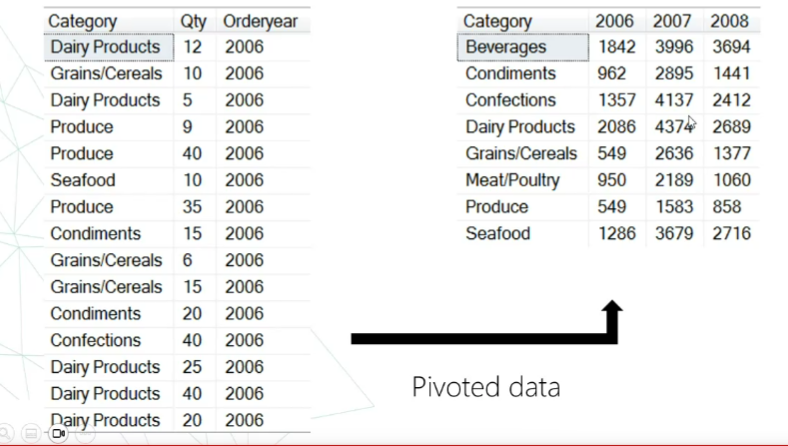 Category Qty Orderyear
Dairy Products 12 2006
Grains/Cereals 10 2006
Dairy Products 5 2006
Produce 9 2006
Produce 40 2006
Seafood 10 2006
Produce 35 2006
Condiments 15 2006
Grains/Cereals 6 2006
Grains/Cereals 15 2006
Condiments 20 2006
Confections 40 2006
Dairy Products 25 2006
Dairy Products 40 2006
Dairy Products 20 2006
Category 2006 2007 2008
Beverages 1842 3996 3694
Condiments 962 2895 1441
Confections 1357 4137 2412
Dairy Products 2086 4374 2689
Grains/Cereals 549 2636 1377
Meat/Poultry 950 2189 1060
Produce 549 1583 858
Seafood 1286 3679 2716
Pivoted data